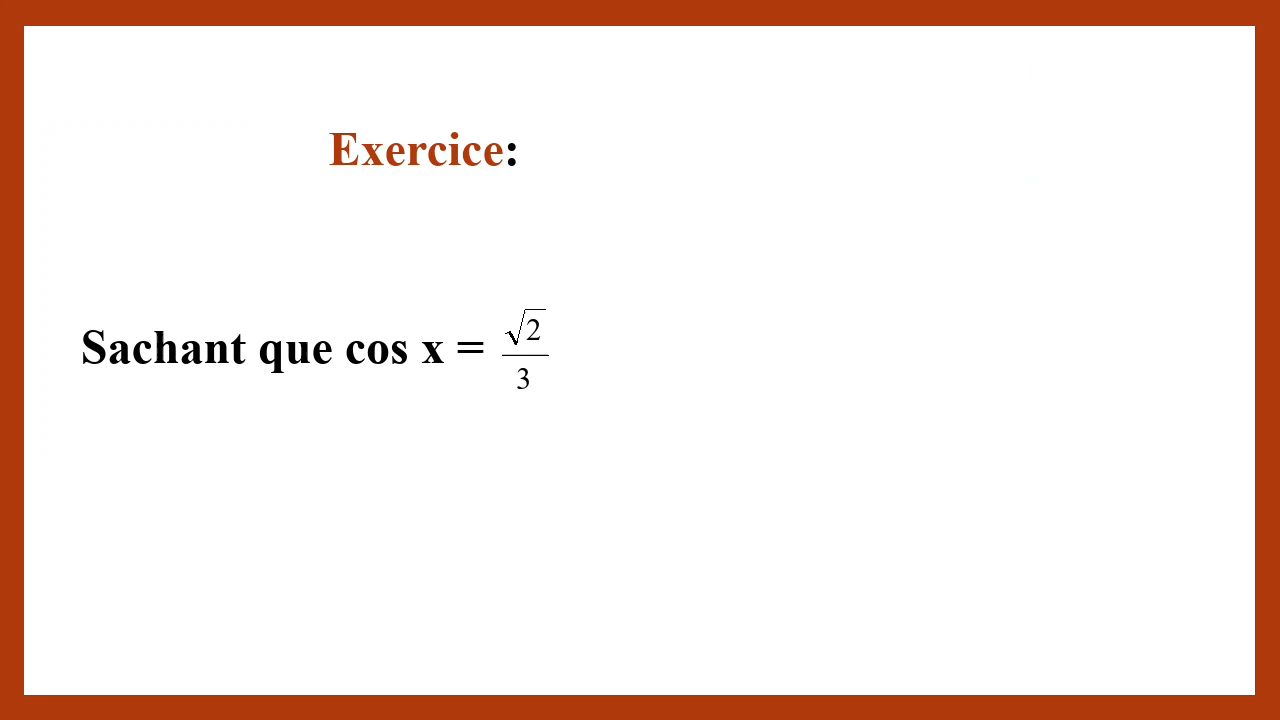 Exercice:
Sachant que cos x = √2/3